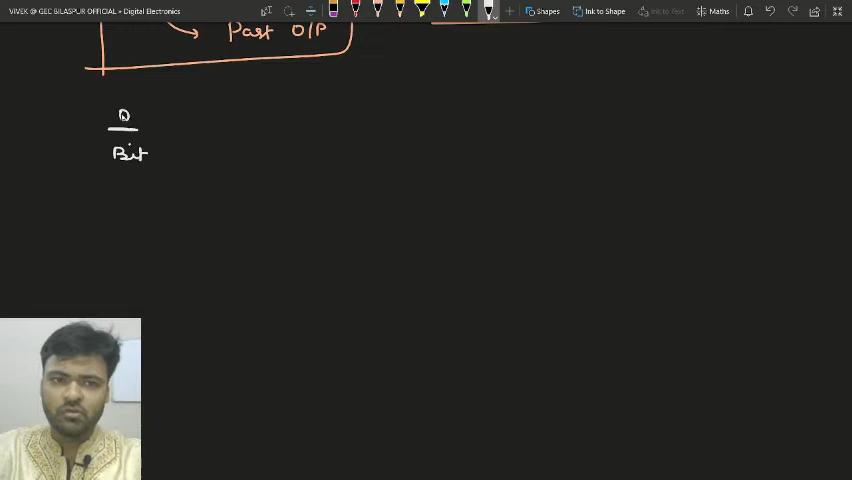 VIVEK @ GEC BILASPUR OFFICIAL » Digital Electronics
Shapes
Ink to Shape
Ink to Text
Maths
Past O/P
0
Bit